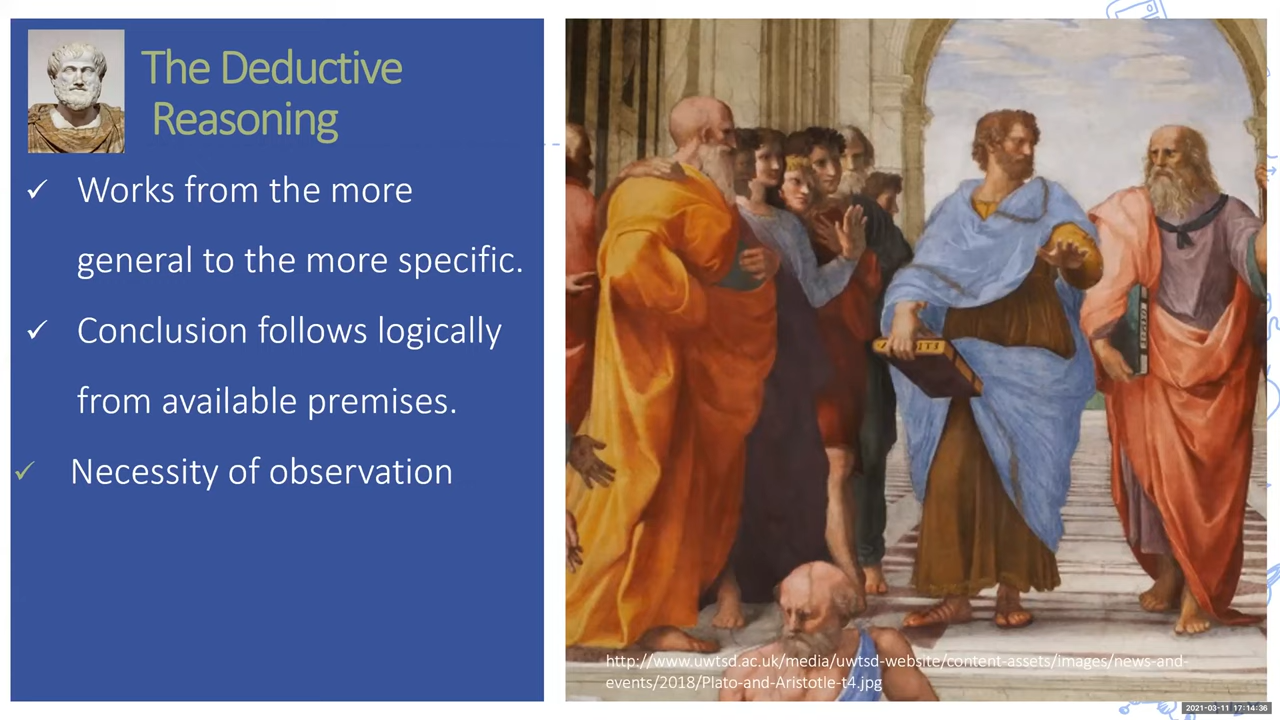 The Deductive
Reasoning
✓ Works from the more
general to the more specific.
✓ Conclusion follows logically
from available premises.
✓ Necessity of observation
http://www.uwtsd.ac.uk/media/uwtsd-website/content-assets/images/news-and-
events/2018/Plato-and-Aristotle-t4.jpg
2021-03-11 17:14:36